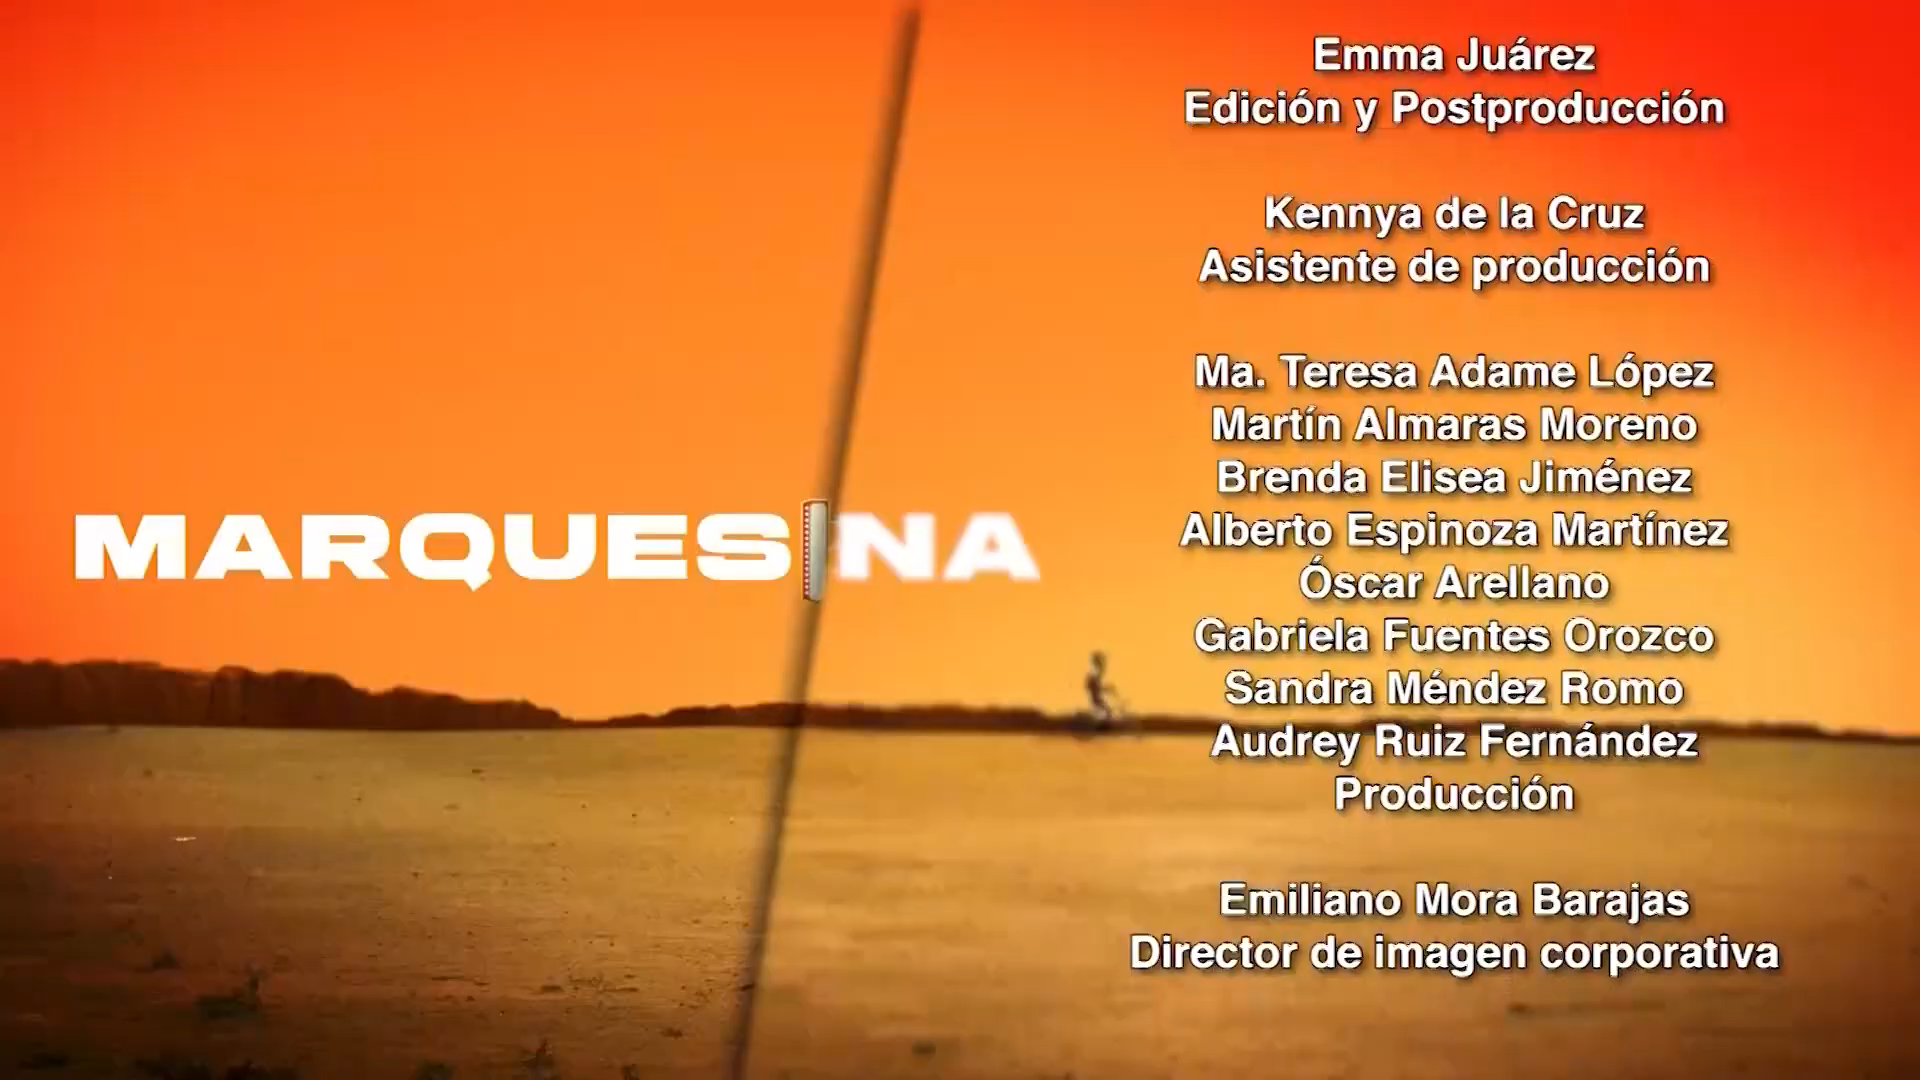 MARQUESINA
Emma Juárez
Edición y Postproducción
Kennya de la Cruz
Asistente de producción
Ma. Teresa Adame López
Martín Almaras Moreno
Brenda Elisea Jiménez
Alberto Espinoza Martínez
Óscar Arellano
Gabriela Fuentes Orozco
Sandra Méndez Romo
Audrey Ruiz Fernández
Producción
Emiliano Mora Barajas
Director de imagen corporativa